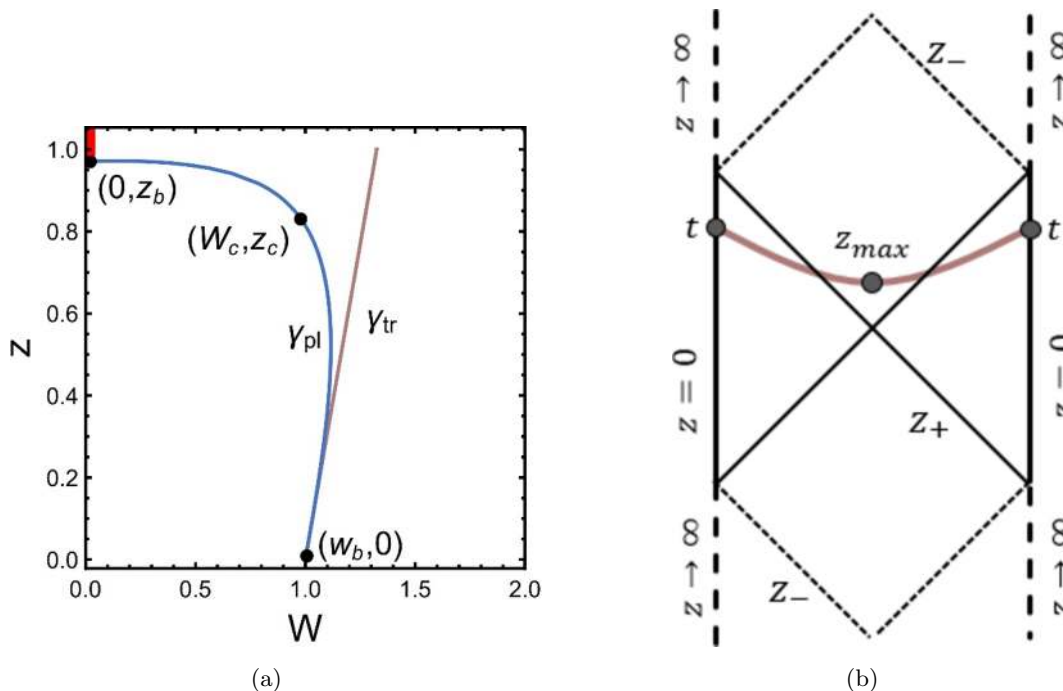 1.0
0.8
0.6
0.4
0.2
0.0
z
(0,z_b)
(W_c,z_c)
γ_pl
γ_tr
(w_b,0)
0.0 0.5 1.0 1.5 2.0
W
(a)
z → ∞
z → ∞
z_-
t
t
z_max
z = 0
z_+
z → ∞
z → ∞
z_-
(b)